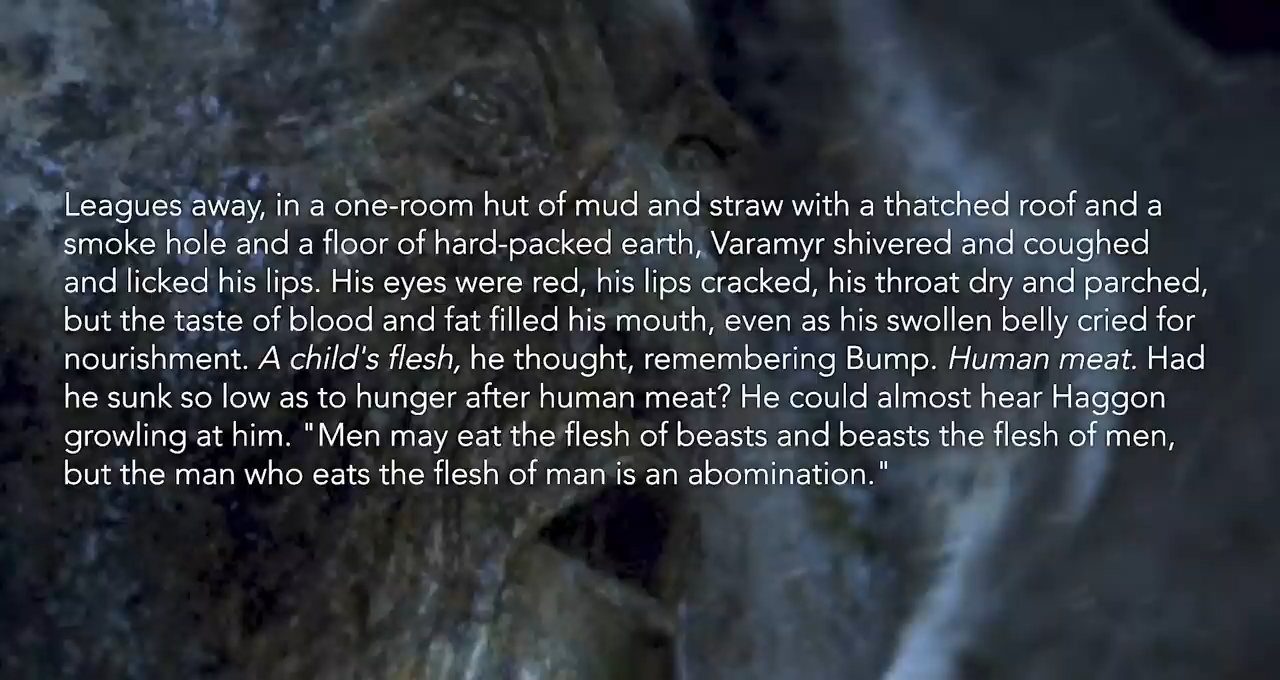 Leagues away, in a one-room hut of mud and straw with a thatched roof and a
smoke hole and a floor of hard-packed earth, Varamyr shivered and coughed
and licked his lips. His eyes were red, his lips cracked, his throat dry and parched,
but the taste of blood and fat filled his mouth, even as his swollen belly cried for
nourishment. A child's flesh, he thought, remembering Bump. Human meat. Had
he sunk so low as to hunger after human meat? He could almost hear Haggon
growling at him. "Men may eat the flesh of beasts and beasts the flesh of men,
but the man who eats the flesh of man is an abomination."